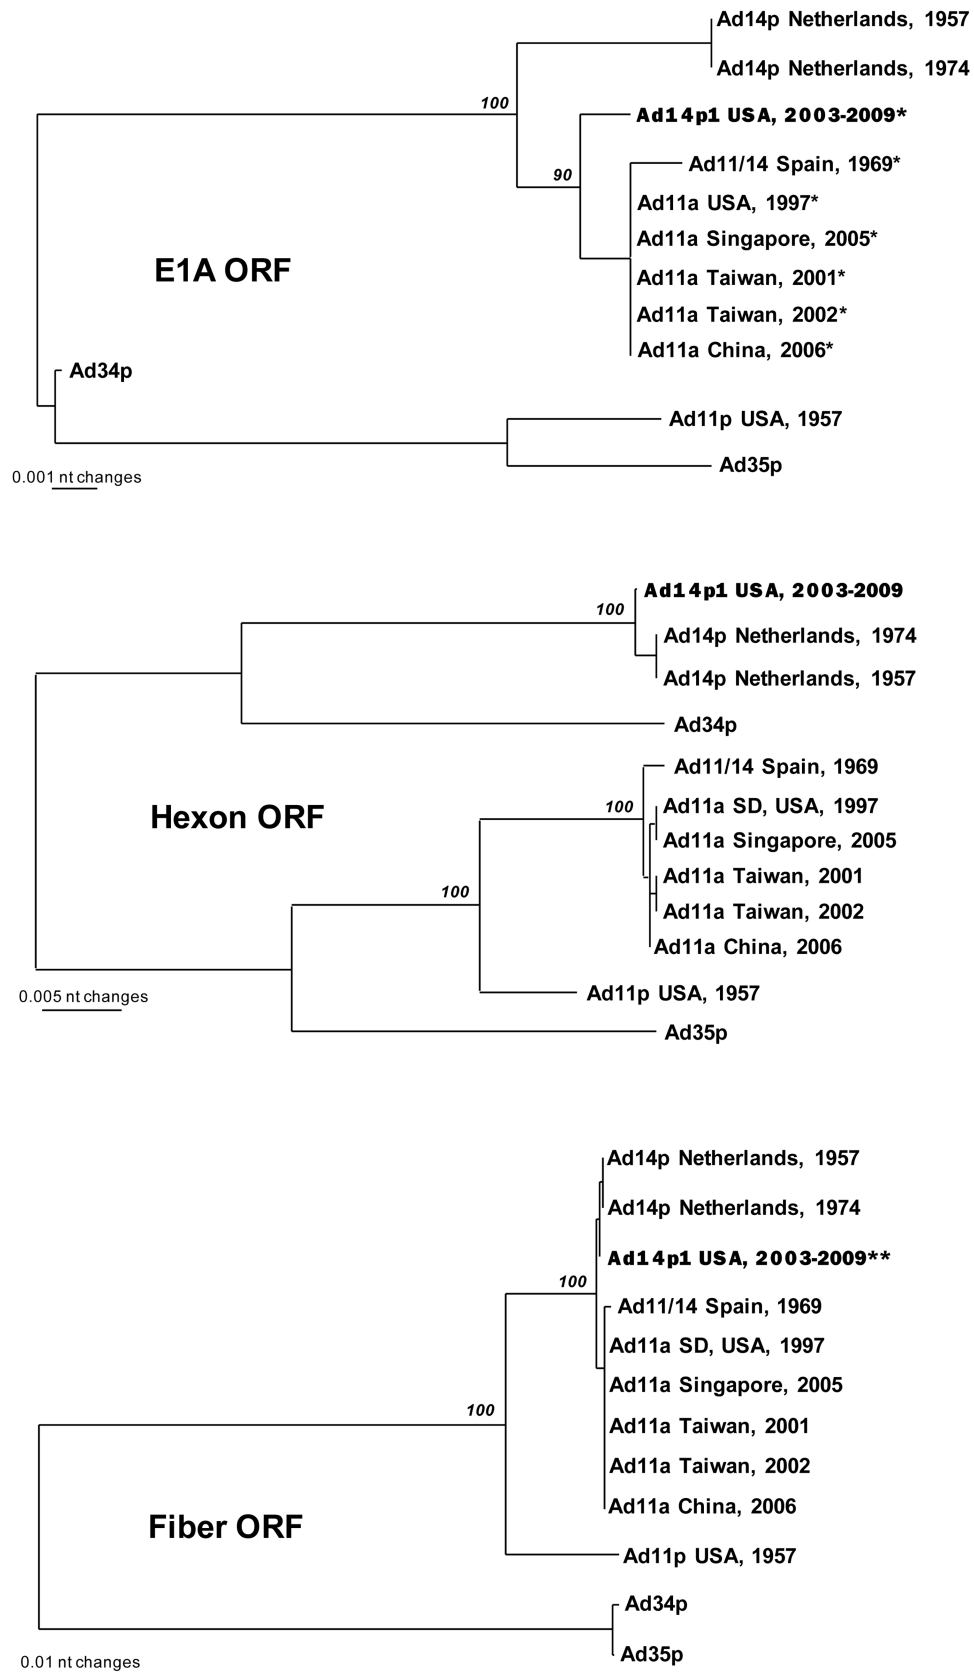 Ad14p Netherlands, 1957
Ad14p Netherlands, 1974
100
Ad14p1 USA, 2003-2009*
Ad11/14 Spain, 1969*
90
Ad11a USA, 1997*
Ad11a Singapore, 2005*
E1A ORF
Ad11a Taiwan, 2001*
Ad11a Taiwan, 2002*
Ad11a China, 2006*
Ad34p
Ad11p USA, 1957
Ad35p
0.001 nt changes
Ad14p1 USA, 2003-2009
100
Ad14p Netherlands, 1974
Ad14p Netherlands, 1957
Ad34p
Ad11/14 Spain, 1969
Hexon ORF
100
Ad11a SD, USA, 1997
Ad11a Singapore, 2005
Ad11a Taiwan, 2001
100
Ad11a Taiwan, 2002
Ad11a China, 2006
0.005 nt changes
Ad11p USA, 1957
Ad35p
Ad14p Netherlands, 1957
Ad14p Netherlands, 1974
Ad14p1 USA, 2003-2009**
100
Ad11/14 Spain, 1969
Ad11a SD, USA, 1997
Ad11a Singapore, 2005
100
Ad11a Taiwan, 2001
Ad11a Taiwan, 2002
Ad11a China, 2006
Fiber ORF
Ad11p USA, 1957
Ad34p
Ad35p
0.01 nt changes